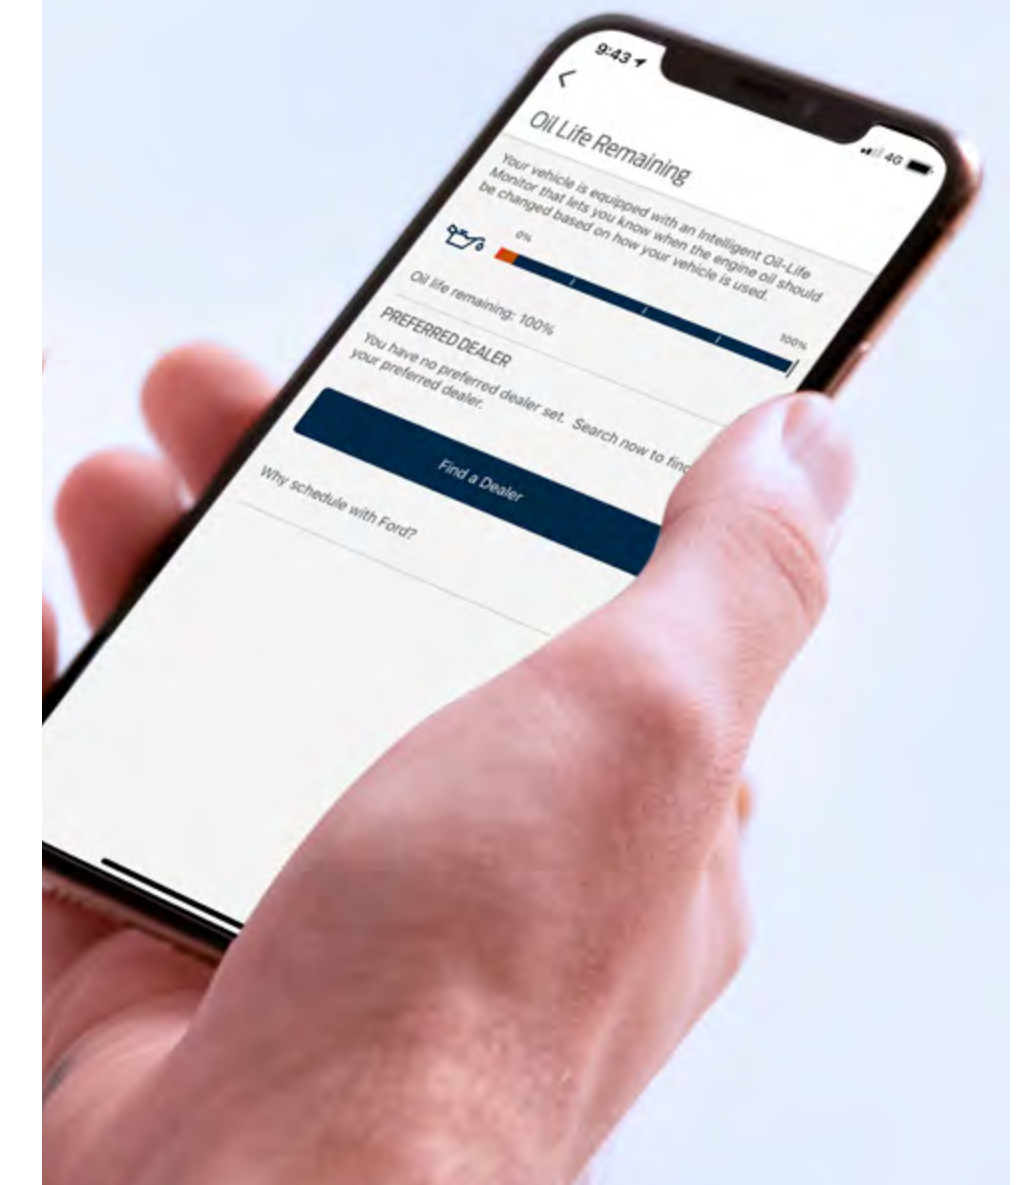 9:43
4G
Oil Life Remaining
Your vehicle is equipped with an Intelligent Oil-Life
Monitor that lets you know when the engine oil should
be changed based on how your vehicle is used.
0%
100%
Oil life remaining: 100%
PREFERRED DEALER
You have no preferred dealer set. Search now to find
your preferred dealer.
Find a Dealer
Why schedule with Ford?